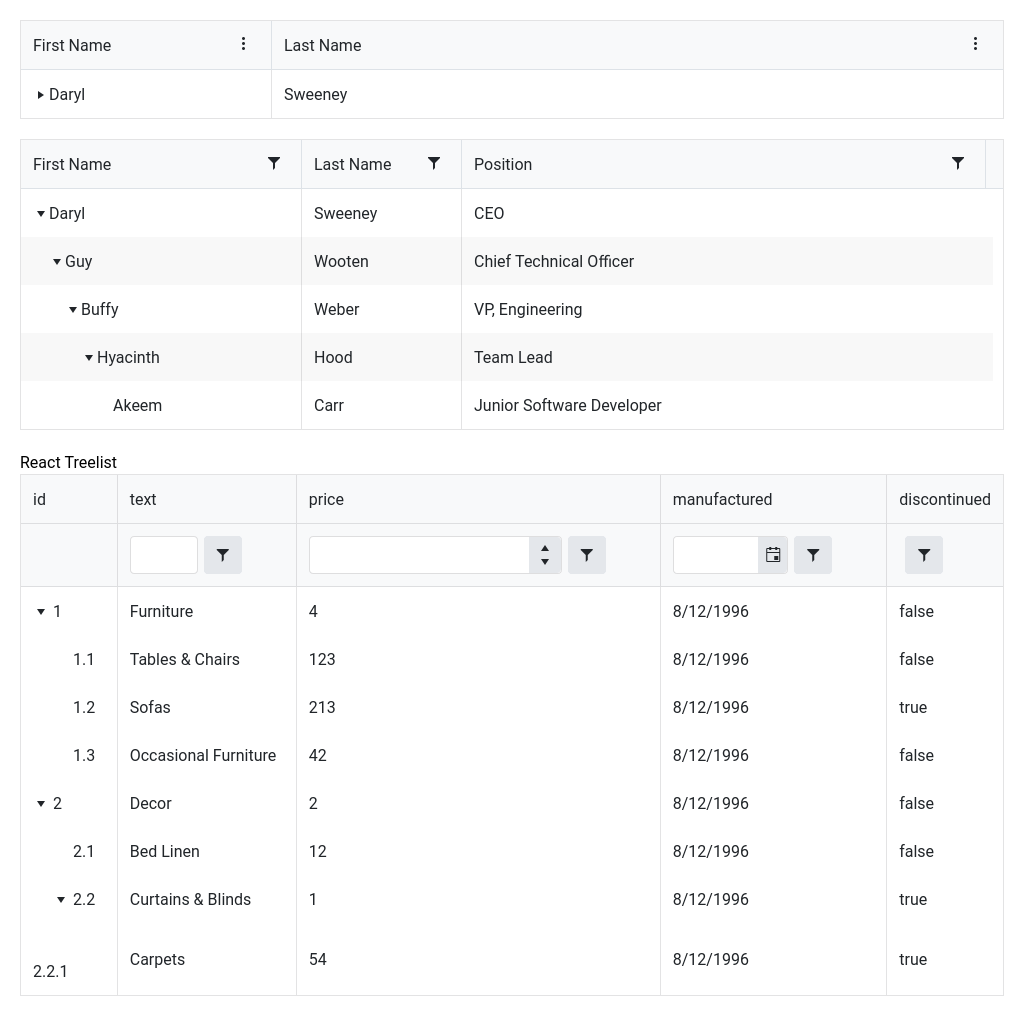 First Name Last Name
Daryl Sweeney
First Name Last Name Position
Daryl Sweeney CEO
Guy Wooten Chief Technical Officer
Buffy Weber VP, Engineering
Hyacinth Hood Team Lead
Akeem Carr Junior Software Developer
React Treelist
id text price manufactured discontinued
1 Furniture 4 8/12/1996 false
1.1 Tables & Chairs 123 8/12/1996 false
1.2 Sofas 213 8/12/1996 true
1.3 Occasional Furniture 42 8/12/1996 false
2 Decor 2 8/12/1996 false
2.1 Bed Linen 12 8/12/1996 false
2.2 Curtains & Blinds 1 8/12/1996 true
2.2.1 Carpets 54 8/12/1996 true